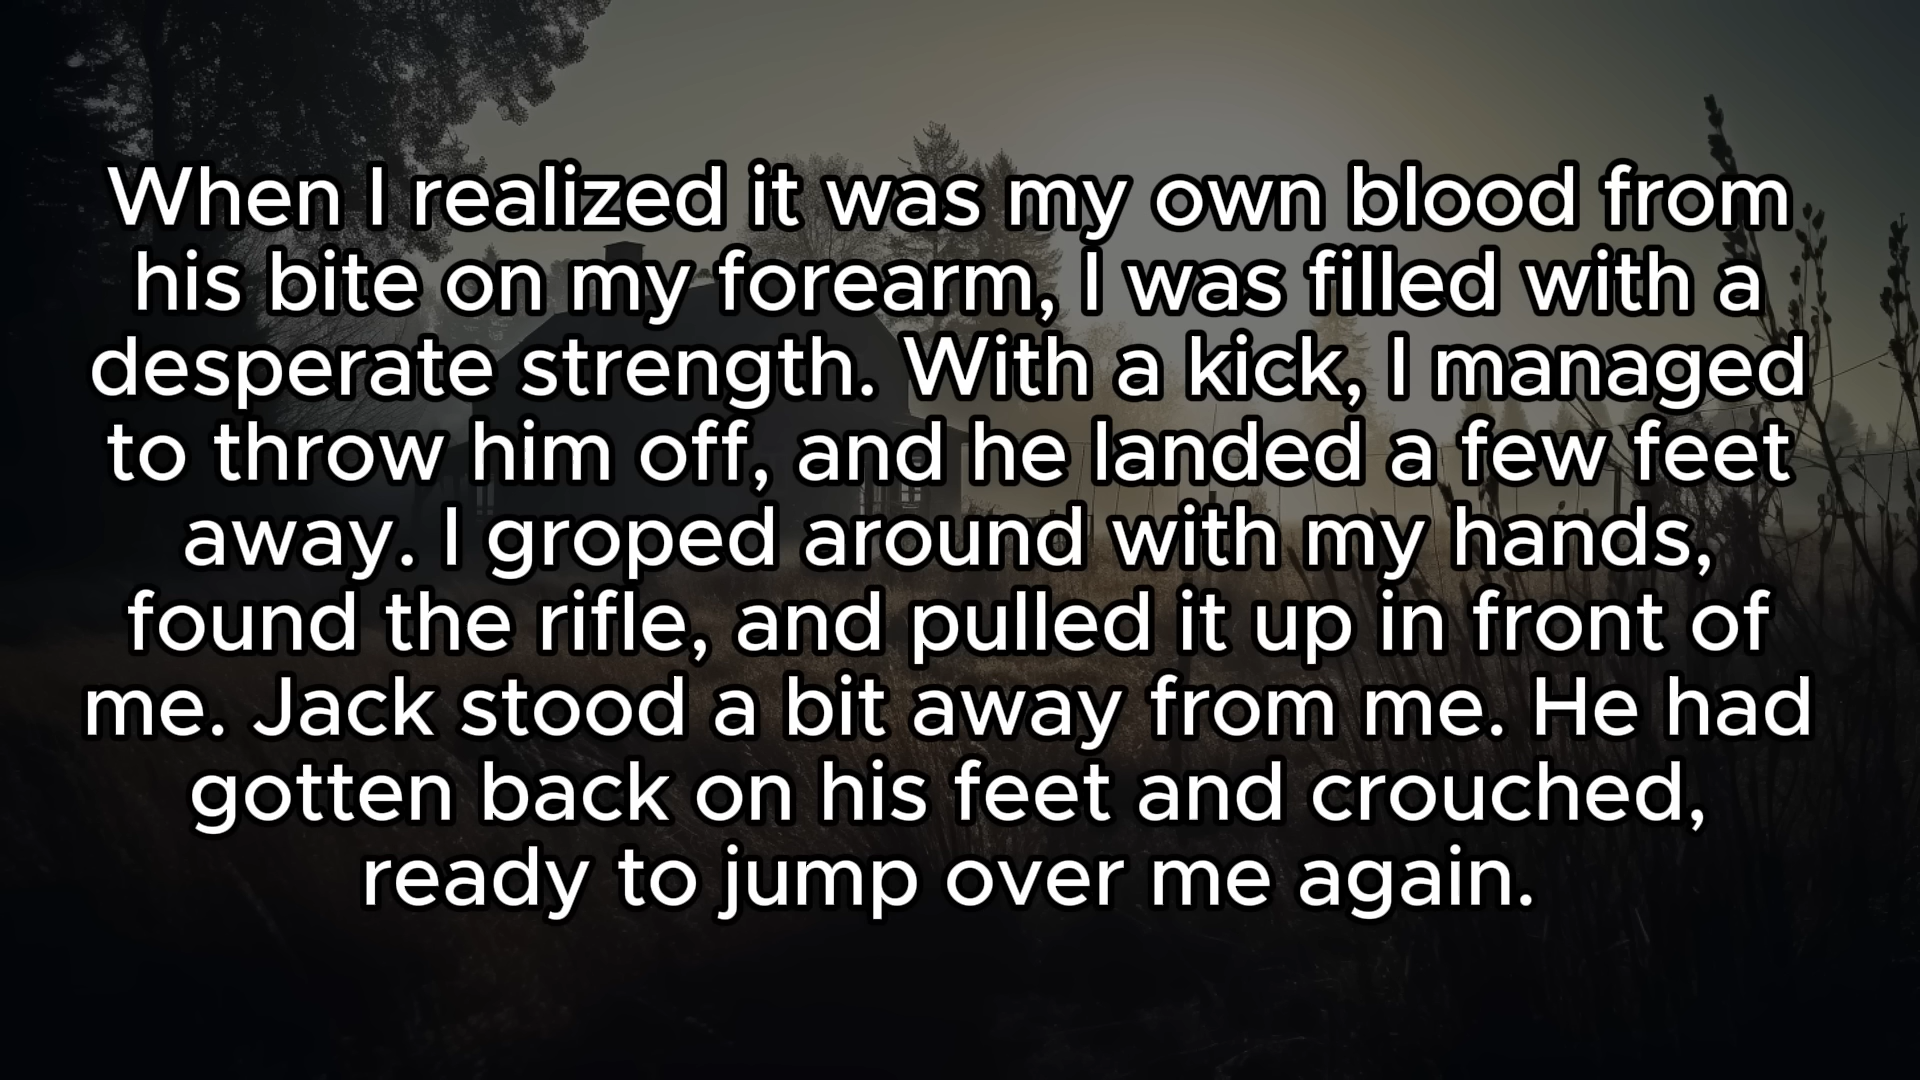 When I realized it was my own blood from
his bite on my forearm, I was filled with a
desperate strength. With a kick, I managed
to throw him off, and he landed a few feet
away. I groped around with my hands,
found the rifle, and pulled it up in front of
me. Jack stood a bit away from me. He had
gotten back on his feet and crouched,
ready to jump over me again.